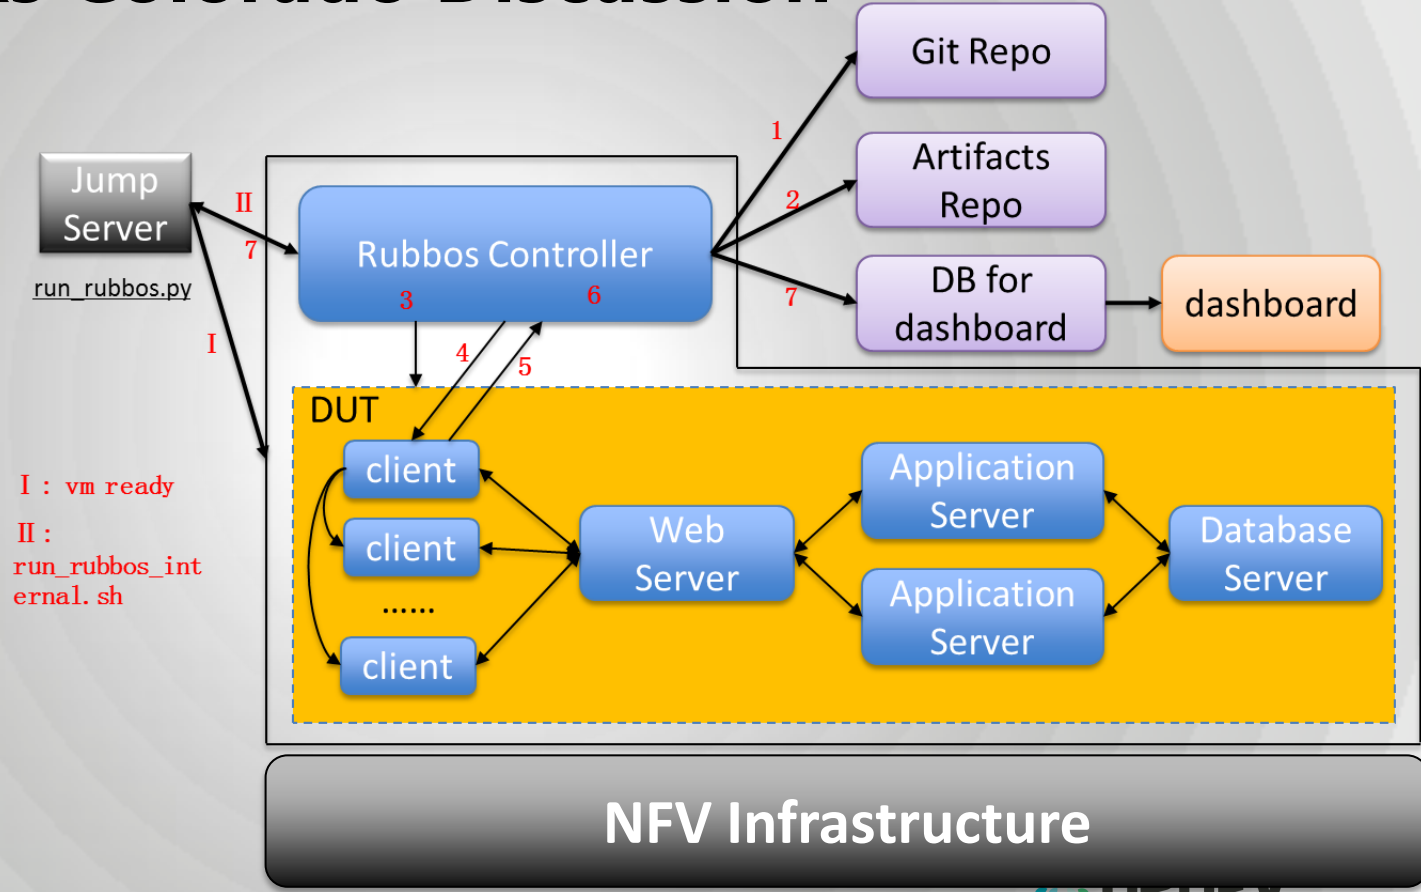 Colorado Discussion
Git Repo
1
Artifacts
Repo
2
Jump
Server
II
7
Rubbos Controller
3
6
7
DB for
dashboard
dashboard
run_rubbos.py
I
4
5
DUT
client
client
……
client
Web
Server
Application
Server
Application
Server
Database
Server
I : vm ready
II :
run_rubbos_int
ernal.sh
NFV Infrastructure